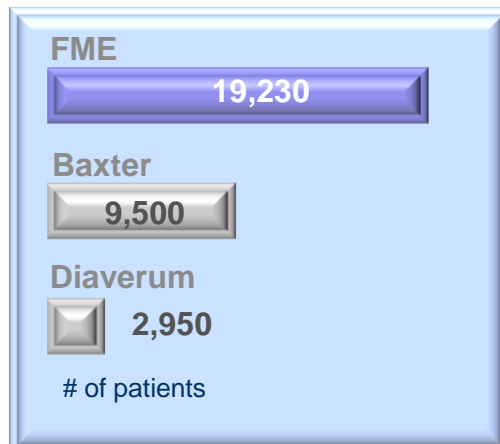 FME
19,230
Baxter
9,500
Diaverum
2,950
# of patients